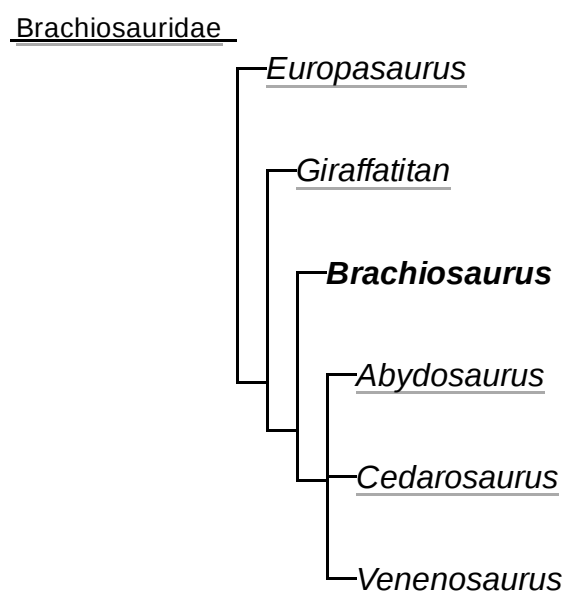 Brachiosauridae
Europasaurus
Giraffatitan
Brachiosaurus
Abydosaurus
Cedarosaurus
Venenosaurus